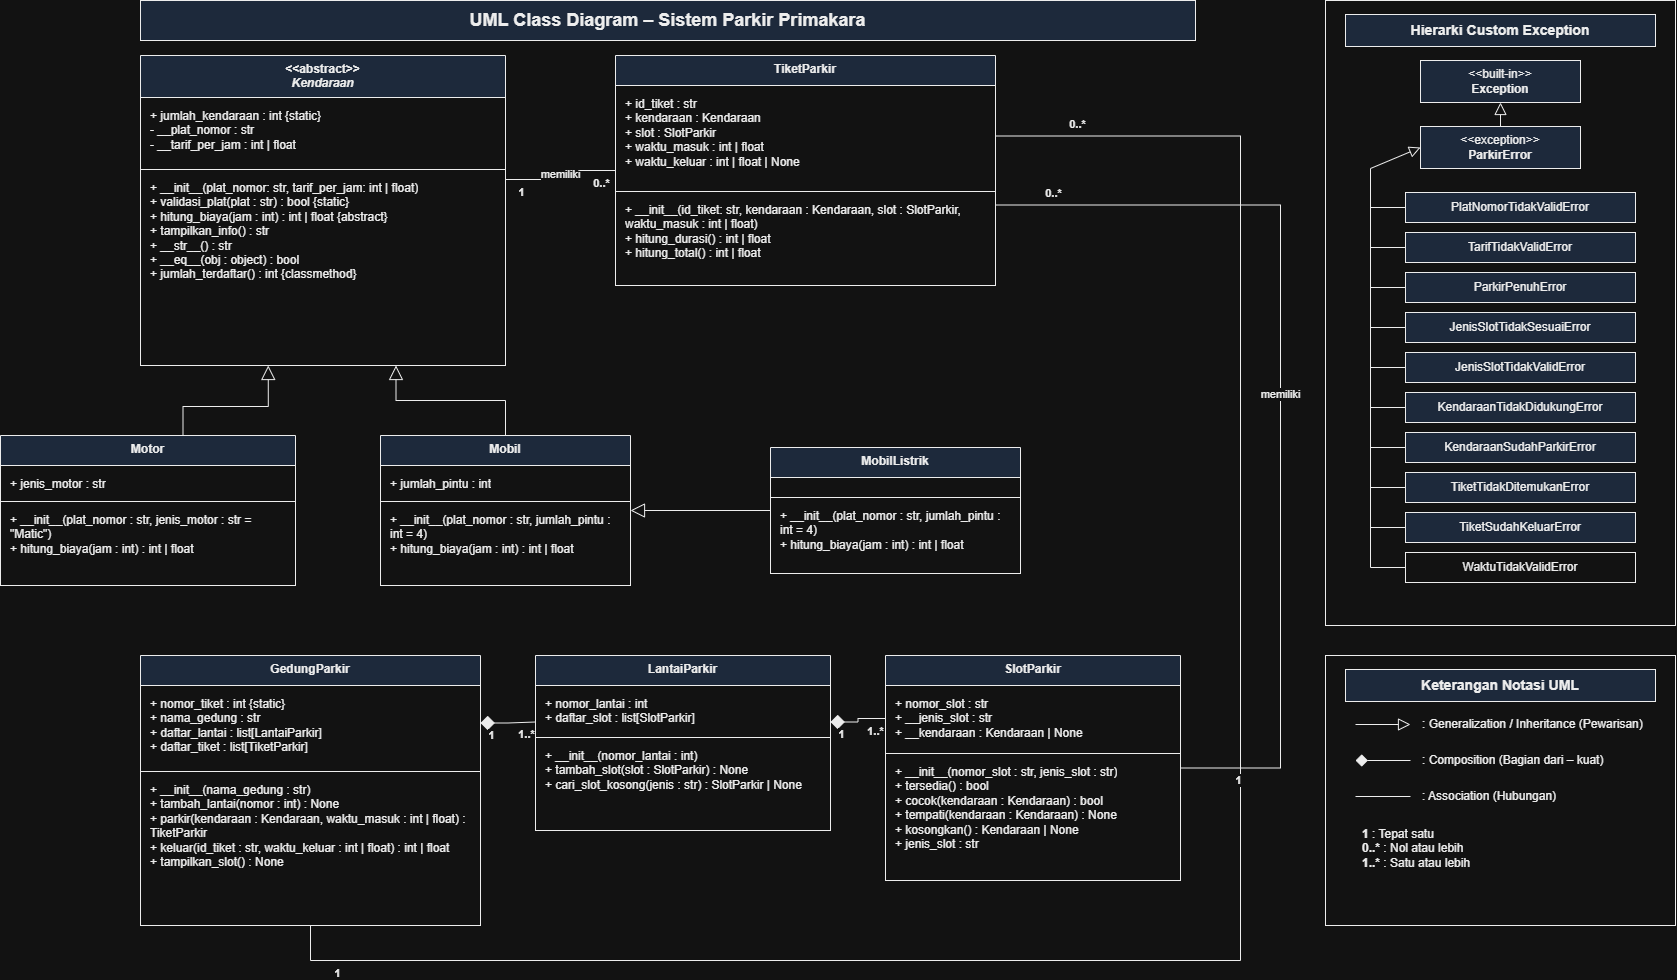 UML Class Diagram – Sistem Parkir Primakara
<<abstract>>
Kendaraan
+ jumlah_kendaraan : int {static}
- __plat_nomor : str
- __tarif_per_jam : int | float
+ __init__(plat_nomor: str, tarif_per_jam: int | float)
+ validasi_plat(plat : str) : bool {static}
+ hitung_biaya(jam : int) : int | float {abstract}
+ tampilkan_info() : str
+ __str__() : str
+ __eq__(obj : object) : bool
+ jumlah_terdaftar() : int {classmethod}
1
memiliki
0..*
TiketParkir
+ id_tiket : str
+ kendaraan : Kendaraan
+ slot : SlotParkir
+ waktu_masuk : int | float
+ waktu_keluar : int | float | None
+ __init__(id_tiket: str, kendaraan : Kendaraan, slot : SlotParkir,
waktu_masuk : int | float)
+ hitung_durasi() : int | float
+ hitung_total() : int | float
0..*
0..*
memiliki
Motor
+ jenis_motor : str
+ __init__(plat_nomor : str, jenis_motor : str =
"Matic")
+ hitung_biaya(jam : int) : int | float
Mobil
+ jumlah_pintu : int
+ __init__(plat_nomor : str, jumlah_pintu :
int = 4)
+ hitung_biaya(jam : int) : int | float
MobilListrik
+ __init__(plat_nomor : str, jumlah_pintu :
int = 4)
+ hitung_biaya(jam : int) : int | float
GedungParkir
+ nomor_tiket : int {static}
+ nama_gedung : str
+ daftar_lantai : list[LantaiParkir]
+ daftar_tiket : list[TiketParkir]
+ __init__(nama_gedung : str)
+ tambah_lantai(nomor : int) : None
+ parkir(kendaraan : Kendaraan, waktu_masuk : int | float) :
TiketParkir
+ keluar(id_tiket : str, waktu_keluar : int | float) : int | float
+ tampilkan_slot() : None
1
1..*
LantaiParkir
+ nomor_lantai : int
+ daftar_slot : list[SlotParkir]
+ __init__(nomor_lantai : int)
+ tambah_slot(slot : SlotParkir) : None
+ cari_slot_kosong(jenis : str) : SlotParkir | None
1
1..*
SlotParkir
+ nomor_slot : str
+ __jenis_slot : str
+ __kendaraan : Kendaraan | None
+ __init__(nomor_slot : str, jenis_slot : str)
+ tersedia() : bool
+ cocok(kendaraan : Kendaraan) : bool
+ tempati(kendaraan : Kendaraan) : None
+ kosongkan() : Kendaraan | None
+ jenis_slot : str
1
1
Hierarki Custom Exception
<<built-in>>
Exception
<<exception>>
ParkirError
PlatNomorTidakValidError
TarifTidakValidError
ParkirPenuhError
JenisSlotTidakSesuaiError
JenisSlotTidakValidError
KendaraanTidakDidukungError
KendaraanSudahParkirError
TiketTidakDitemukanError
TiketSudahKeluarError
WaktuTidakValidError
Keterangan Notasi UML
: Generalization / Inheritance (Pewarisan)
: Composition (Bagian dari – kuat)
: Association (Hubungan)
1 : Tepat satu
0..* : Nol atau lebih
1..* : Satu atau lebih